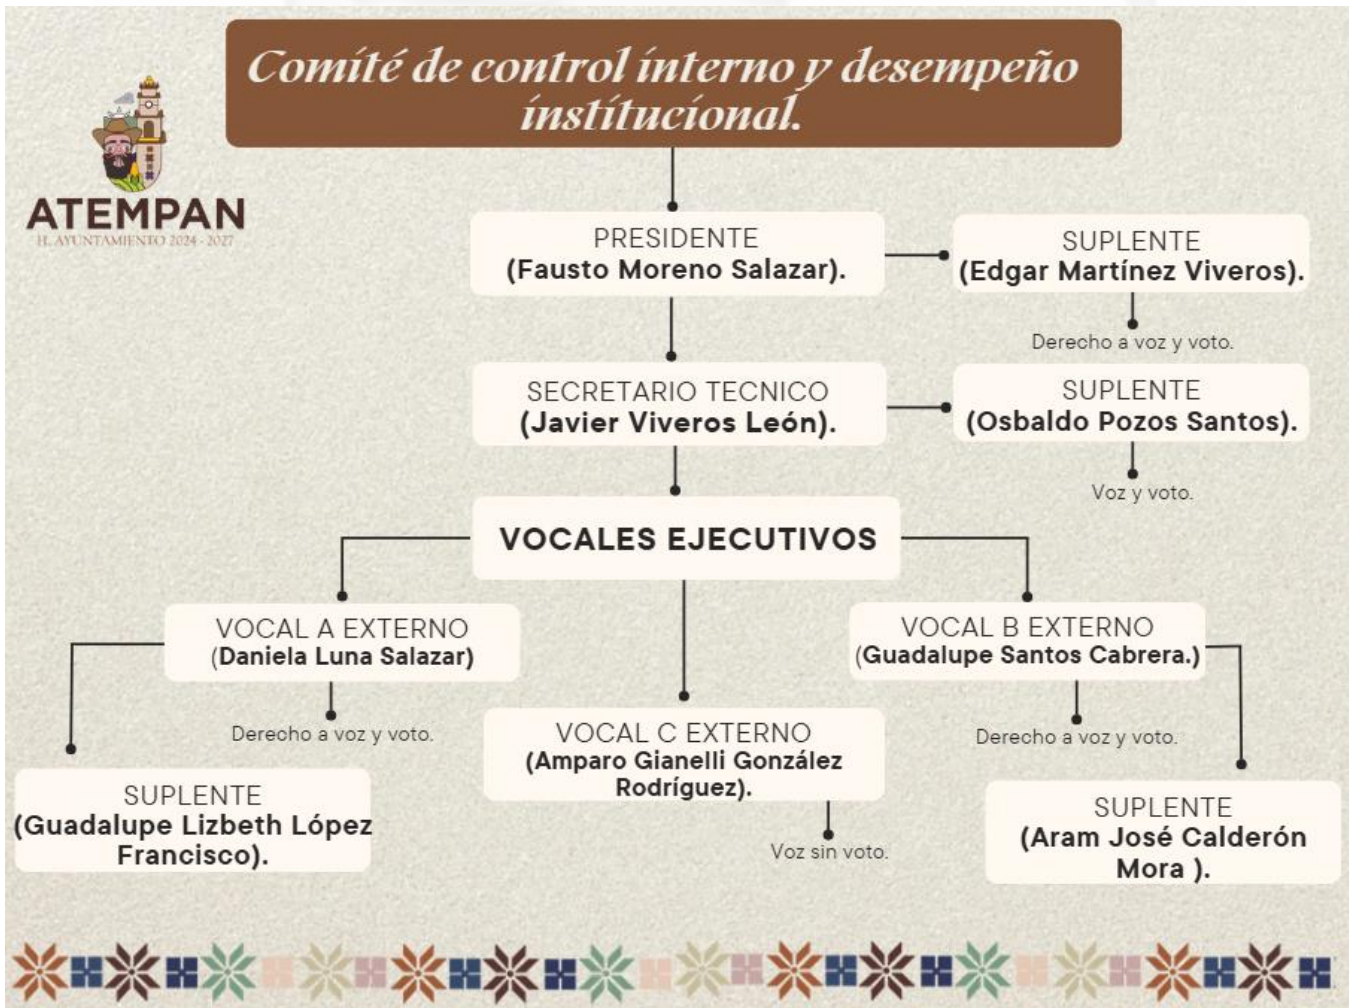 Comité de control interno y desempeño
institucional.
ATEMPAN
H. AYUNTAMIENTO 2024 - 2027
PRESIDENTE
(Fausto Moreno Salazar).
SUPLENTE
(Edgar Martínez Viveros).
Derecho a voz y voto.
SECRETARIO TECNICO
(Javier Viveros León).
SUPLENTE
(Osbaldo Pozos Santos).
Voz y voto.
VOCALES EJECUTIVOS
VOCAL A EXTERNO
(Daniela Luna Salazar)
Derecho a voz y voto.
SUPLENTE
(Guadalupe Lizbeth López
Francisco).
VOCAL C EXTERNO
(Amparo Gianelli González
Rodríguez).
Voz sin voto.
VOCAL B EXTERNO
(Guadalupe Santos Cabrera.)
Derecho a voz y voto.
SUPLENTE
(Aram José Calderón
Mora ).